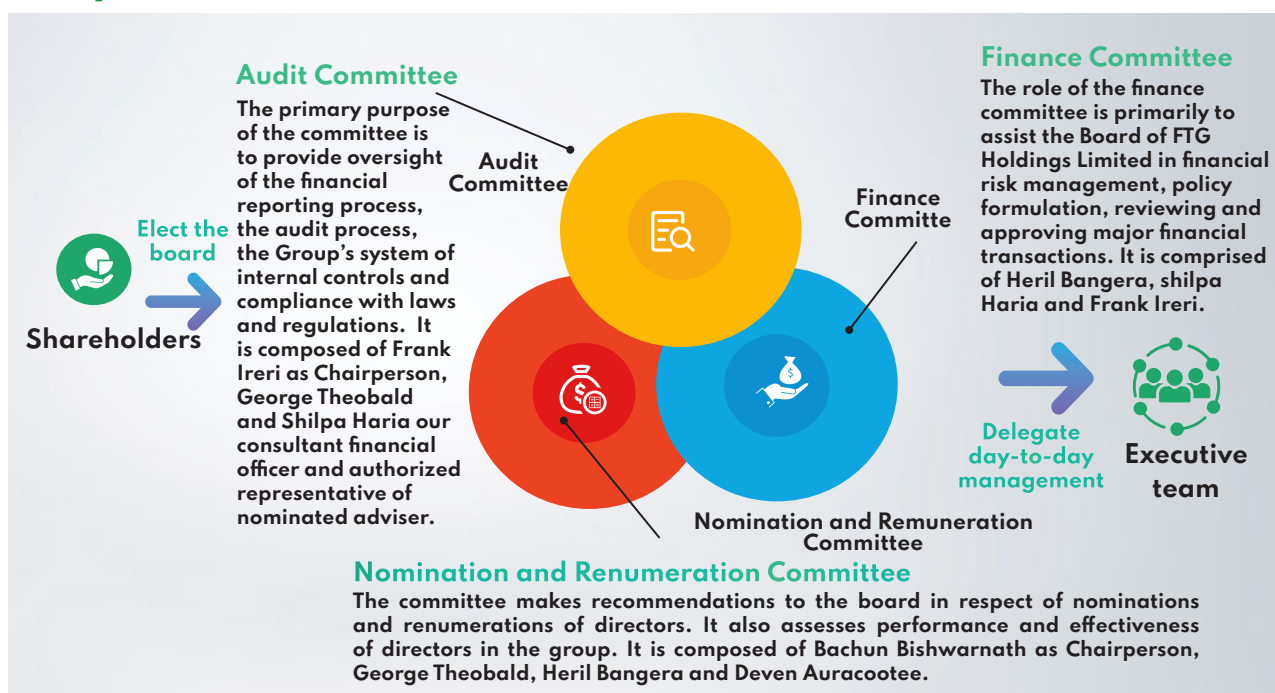 Shareholders
Elect the
board
Audit Committee
The primary purpose
of the committee is
to provide oversight
of the financial
reporting process,
the audit process,
the Group’s system of
internal controls and
compliance with laws
and regulations. It
is composed of Frank
Ireri as Chairperson,
George Theobald
and Shilpa Haria our
consultant financial
officer and authorized
representative of
nominated adviser.
Audit
Committee
Finance
Committe
Nomination and Remuneration
Committee
Finance Committee
The role of the finance
committee is primarily to
assist the Board of FTG
Holdings Limited in financial
risk management, policy
formulation, reviewing and
approving major financial
transactions. It is comprised
of Heril Bangera, shilpa
Haria and Frank Ireri.
Delegate
day-to-day
management
Executive
team
Nomination and Renumeration Committee
The committee makes recommendations to the board in respect of nominations
and renumerations of directors. It also assesses performance and effectiveness
of directors in the group. It is composed of Bachun Bishwarnath as Chairperson,
George Theobald, Heril Bangera and Deven Auracootee.